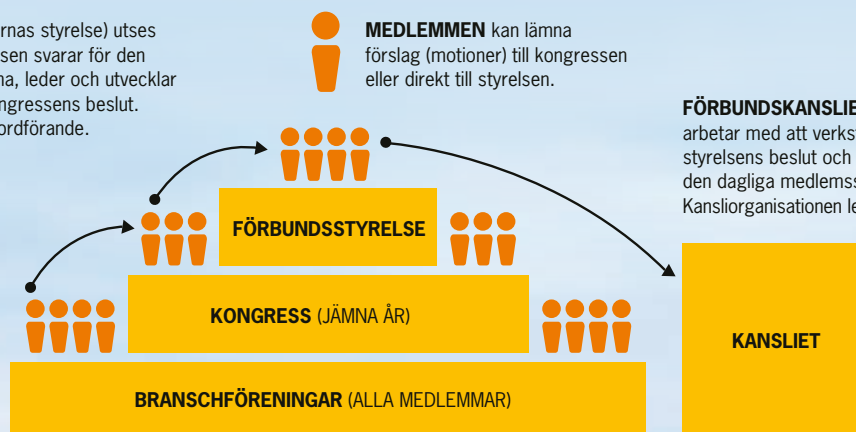 rnas styrelse) utses
sen svarar för den
na, leder och utvecklar
ngressens beslut.
ordförande.
MEDLEMMEN kan lämna
förslag (motioner) till kongressen
eller direkt till styrelsen.
FÖRBUNDSKANSLIE
arbetar med att verks
styrelsens beslut och
den dagliga medlemss
Kansliorganisationen le
FÖRBUNDSSTYRELSE
KONGRESS (JÄMNA ÅR)
BRANSCHFÖRENINGAR (ALLA MEDLEMMAR)
KANSLIET